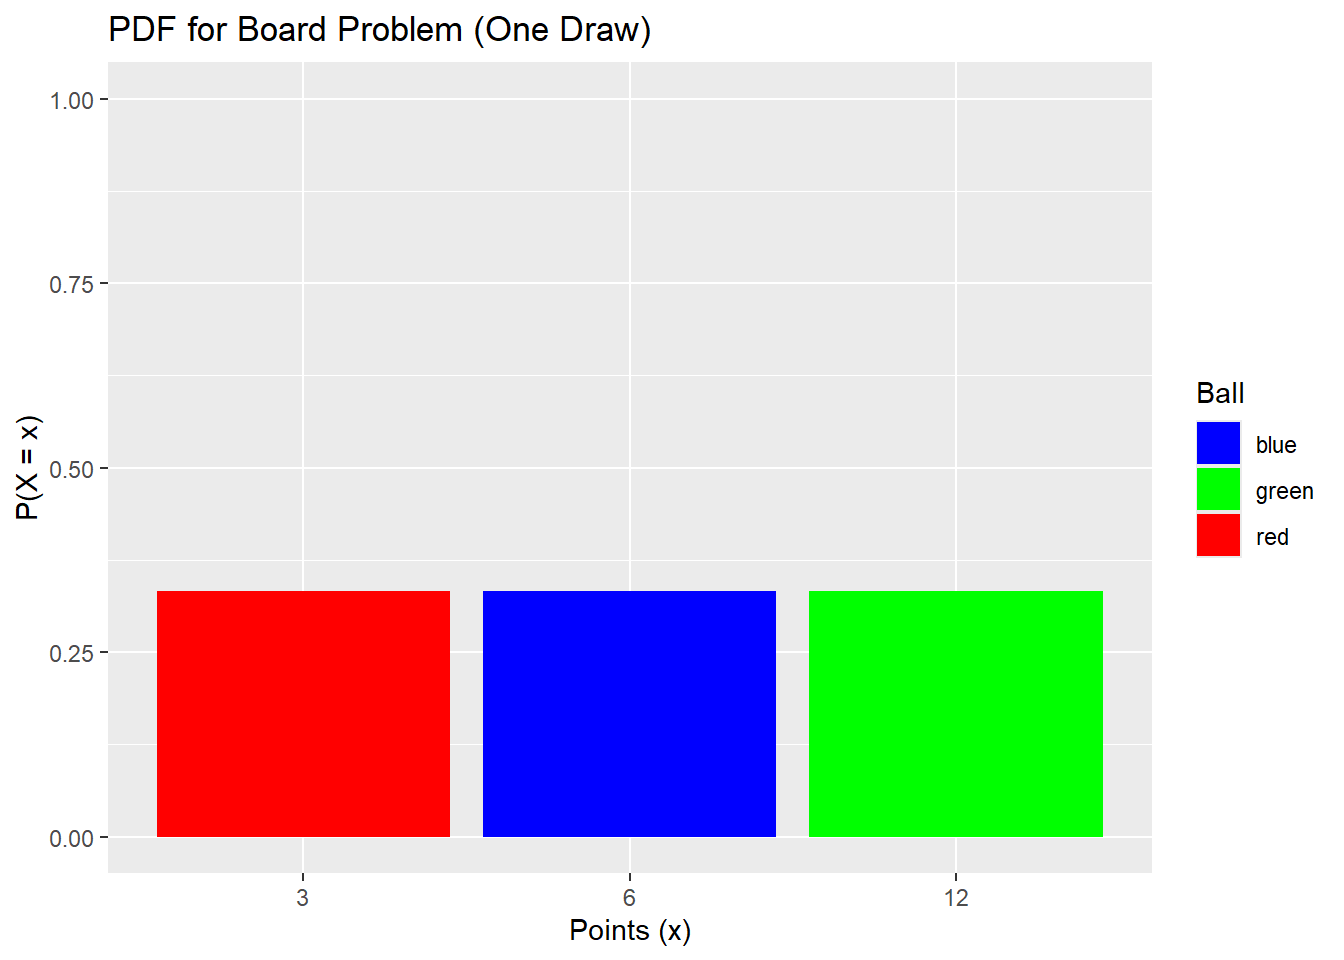 PDF for Board Problem (One Draw)
1.00
0.75
0.50
0.25
0.00
P(X = x)
3 6 12
Points (x)
Ball
blue
green
red